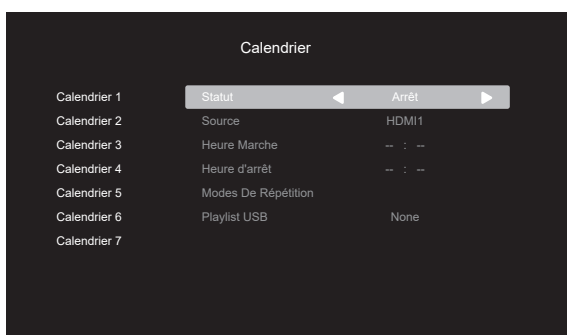 Calendrier
Calendrier 1 Statut Arrêt
Calendrier 2 Source HDMI1
Calendrier 3 Heure Marche -- : --
Calendrier 4 Heure d'arrêt -- : --
Calendrier 5 Modes De Répétition
Calendrier 6 Playlist USB None
Calendrier 7